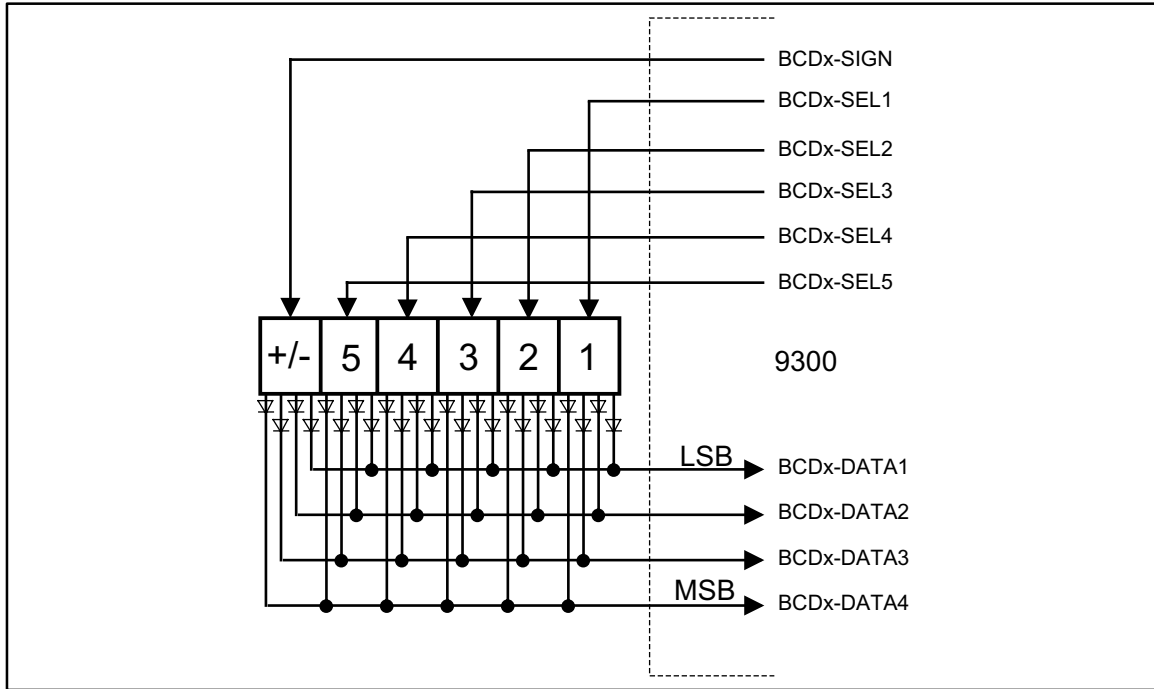 BCDx-SIGN
BCDx-SEL1
BCDx-SEL2
BCDx-SEL3
BCDx-SEL4
BCDx-SEL5
+/- 5 4 3 2 1
9300
LSB
BCDx-DATA1
BCDx-DATA2
BCDx-DATA3
MSB
BCDx-DATA4